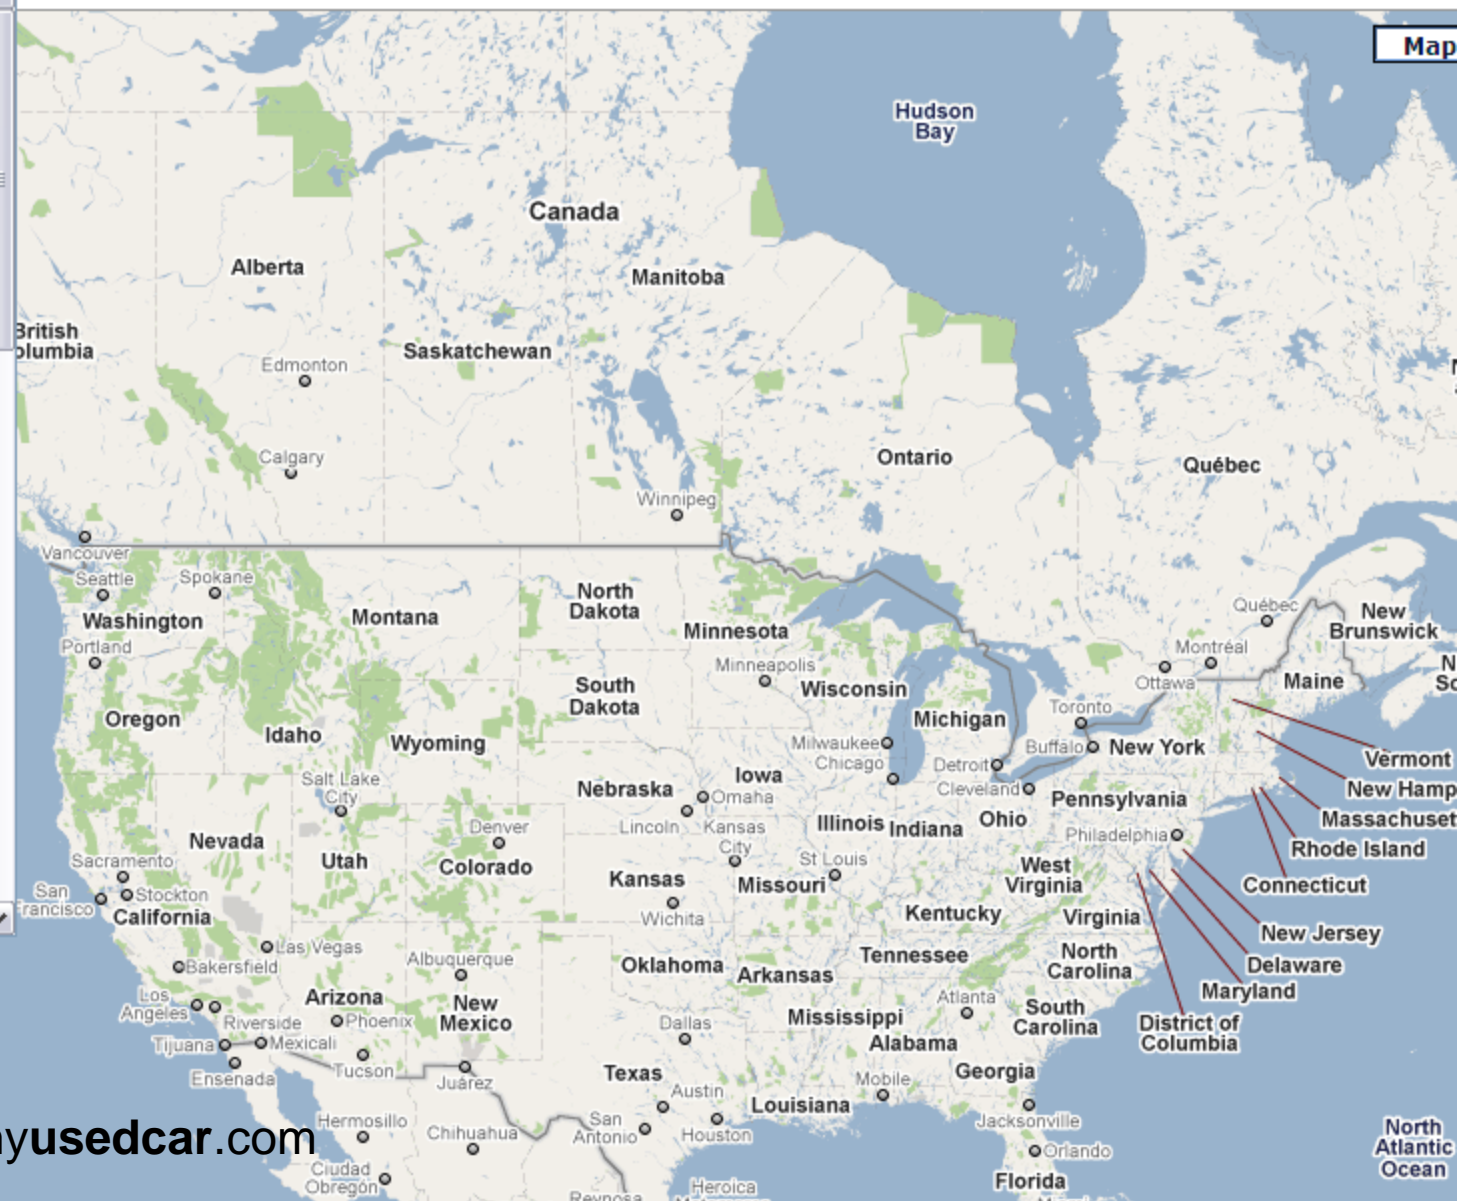 Map
Hudson
Bay
Canada
Alberta
Manitoba
British
olumbia
Saskatchewan
Edmonton
Calgary
Ontario
Québec
Winnipeg
Vancouver
Seattle
Spokane
Washington
Montana
North
Dakota
Minnesota
Québec
New
Brunswick
Portland
Minneapolis
Montréal
Ottawa
Maine
N
Sc
Oregon
Idaho
Wyoming
South
Dakota
Wisconsin
Michigan
Toronto
Buffalo
New York
Vermont
Milwaukee
Chicago
Detroit
Cleveland
Salt Lake
City
Nebraska
Iowa
Omaha
Pennsylvania
New Hamp
Massachuset
Nevada
Utah
Denver
Colorado
Lincoln
Kansas
City
Illinois
Indiana
Ohio
Philadelphia
Rhode Island
Connecticut
Sacramento
Stockton
San
Francisco
California
Kansas
Wichita
Missouri
St Louis
West
Virginia
Kentucky
Virginia
New Jersey
Delaware
Maryland
Las Vegas
Bakersfield
Albuquerque
Oklahoma
Arkansas
Tennessee
North
Carolina
Los
Angeles
Riverside
Arizona
Phoenix
New
Mexico
Dallas
Mississippi
Alabama
Atlanta
South
Carolina
District of
Columbia
Tijuana
Mexicali
Ensenada
Tucson
Juárez
Texas
Austin
Louisiana
Mobile
Georgia
Jacksonville
Hermosillo
Chihuahua
San
Antonio
Houston
Orlando
North
Atlantic
Ocean
yusedcar.com
Ciudad
Obregón
Reynosa
Heroica
Florida